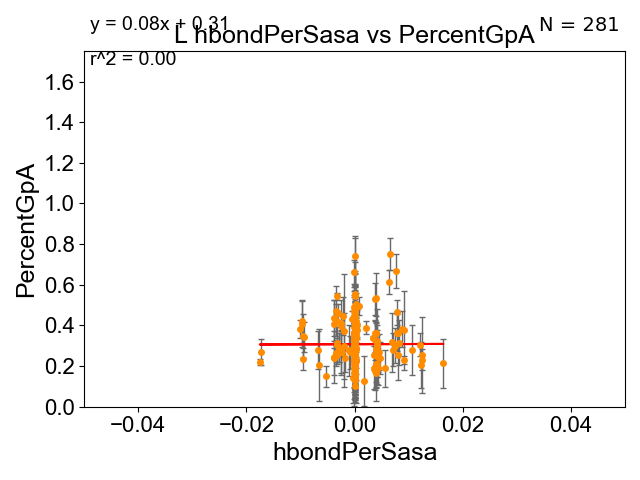 y = 0.08x + 0.31
N = 281
L hbondPerSasa vs PercentGpA
r^2 = 0.00
1.6
1.4
1.2
1.0
0.8
0.6
0.4
0.2
0.0
PercentGpA
−0.04
−0.02
0.00
0.02
0.04
hbondPerSasa